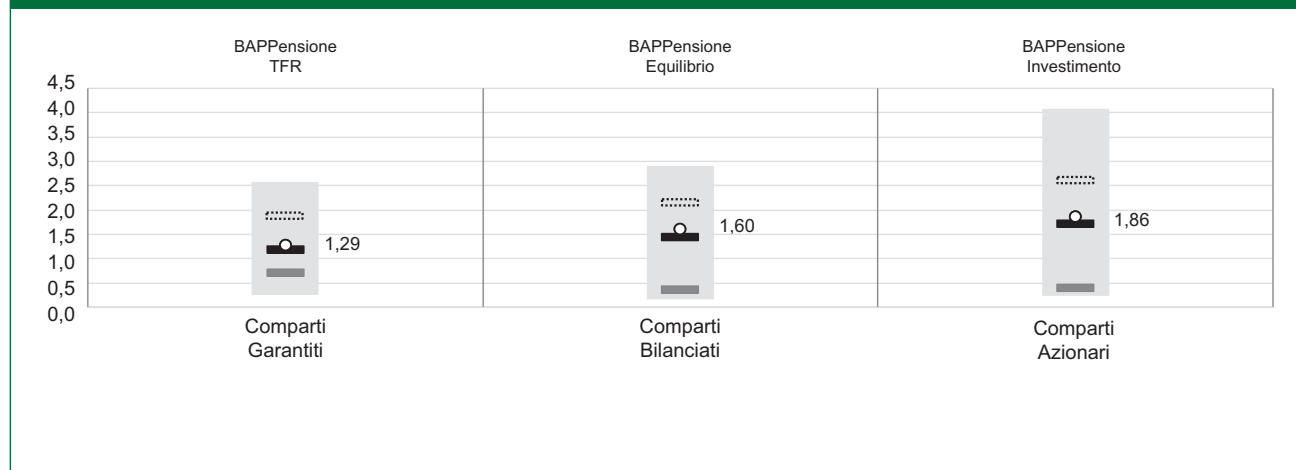 BAPPensione
TFR
BAPPensione
Equilibrio
BAPPensione
Investimento
4,5
4,0
3,5
3,0
2,5
2,0
1,5
1,0
0,5
0,0
1,29
1,60
1,86
Comparti
Garantiti
Comparti
Bilanciati
Comparti
Azionari